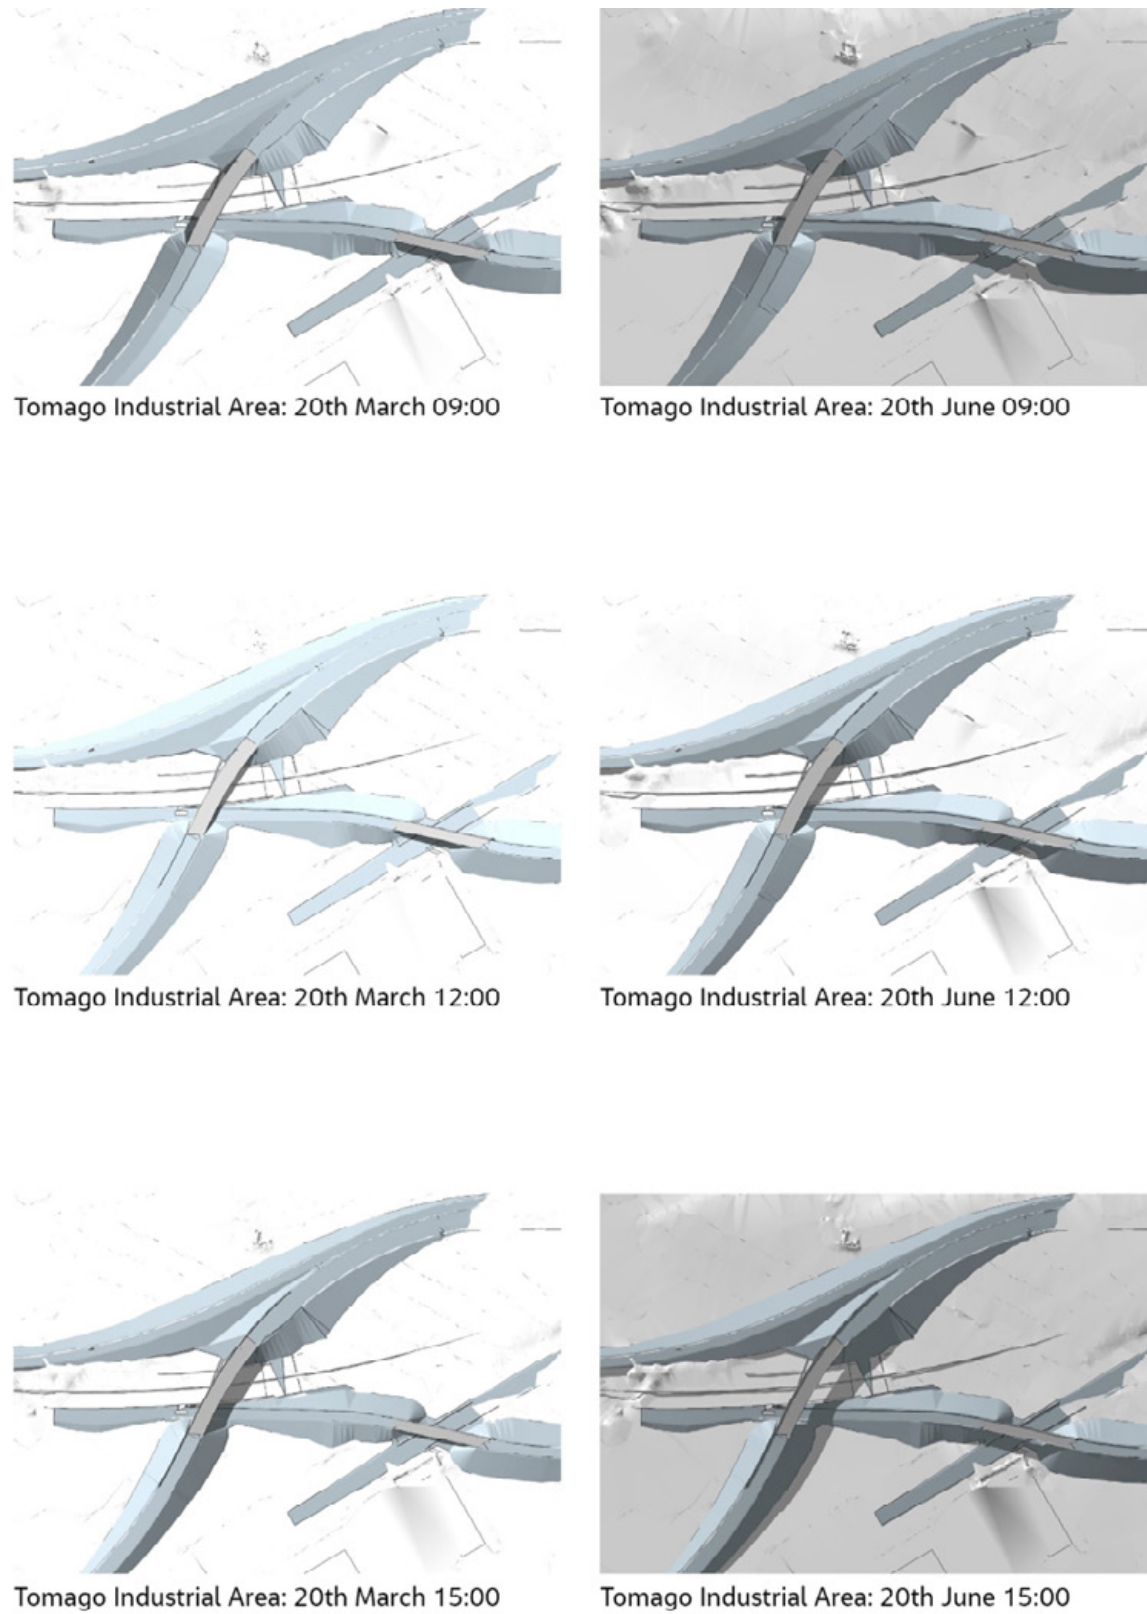 Tomago Industrial Area: 20th March 09:00
Tomago Industrial Area: 20th June 09:00
Tomago Industrial Area: 20th March 12:00
Tomago Industrial Area: 20th June 12:00
Tomago Industrial Area: 20th March 15:00
Tomago Industrial Area: 20th June 15:00